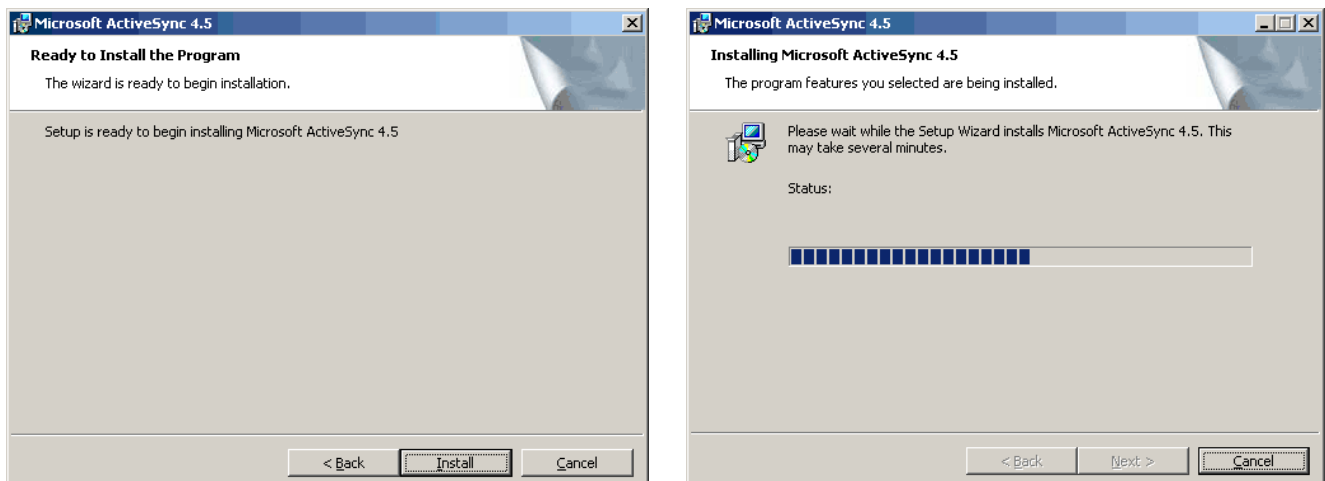 Microsoft ActiveSync 4.5
Ready to Install the Program
The wizard is ready to begin installation.
Setup is ready to begin installing Microsoft ActiveSync 4.5
< Back
Install
Cancel
Microsoft ActiveSync 4.5
Installing Microsoft ActiveSync 4.5
The program features you selected are being installed.
Please wait while the Setup Wizard installs Microsoft ActiveSync 4.5. This
may take several minutes.
Status:
< Back
Next >
Cancel